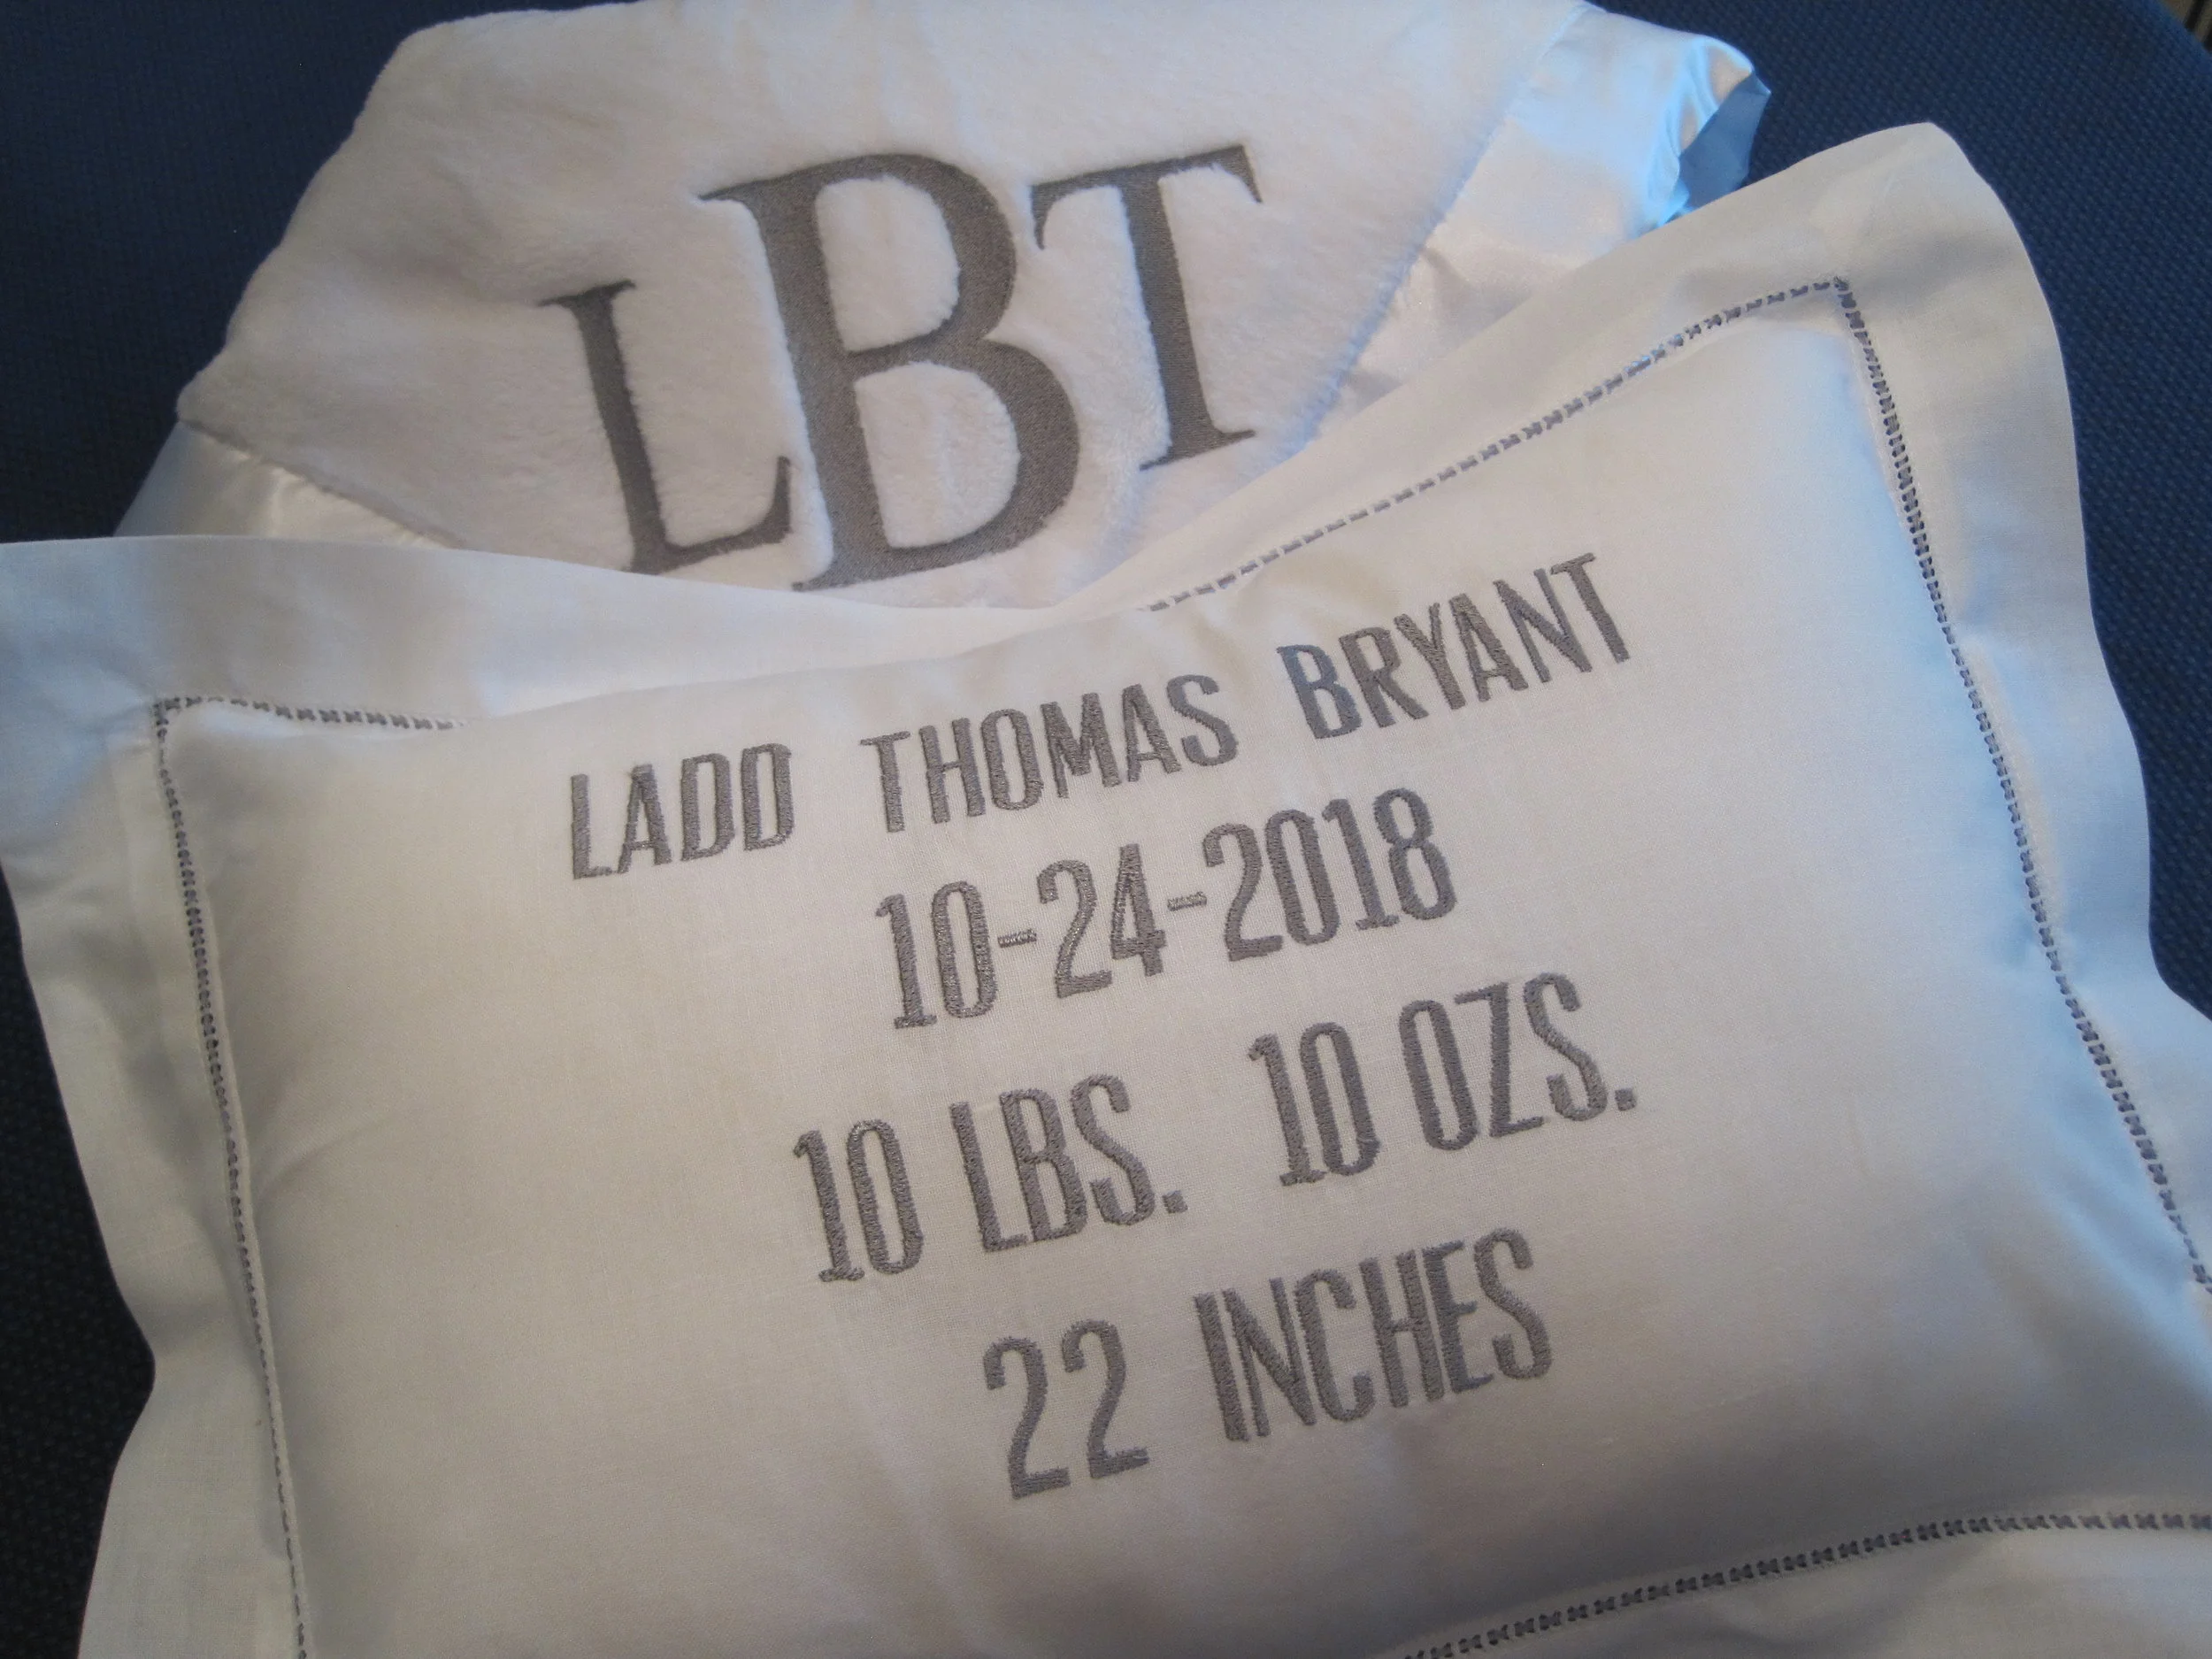 LBT
LADD THOMAS BRYANT
10-24-2018
10 LBS. 10 OZS.
22 INCHES